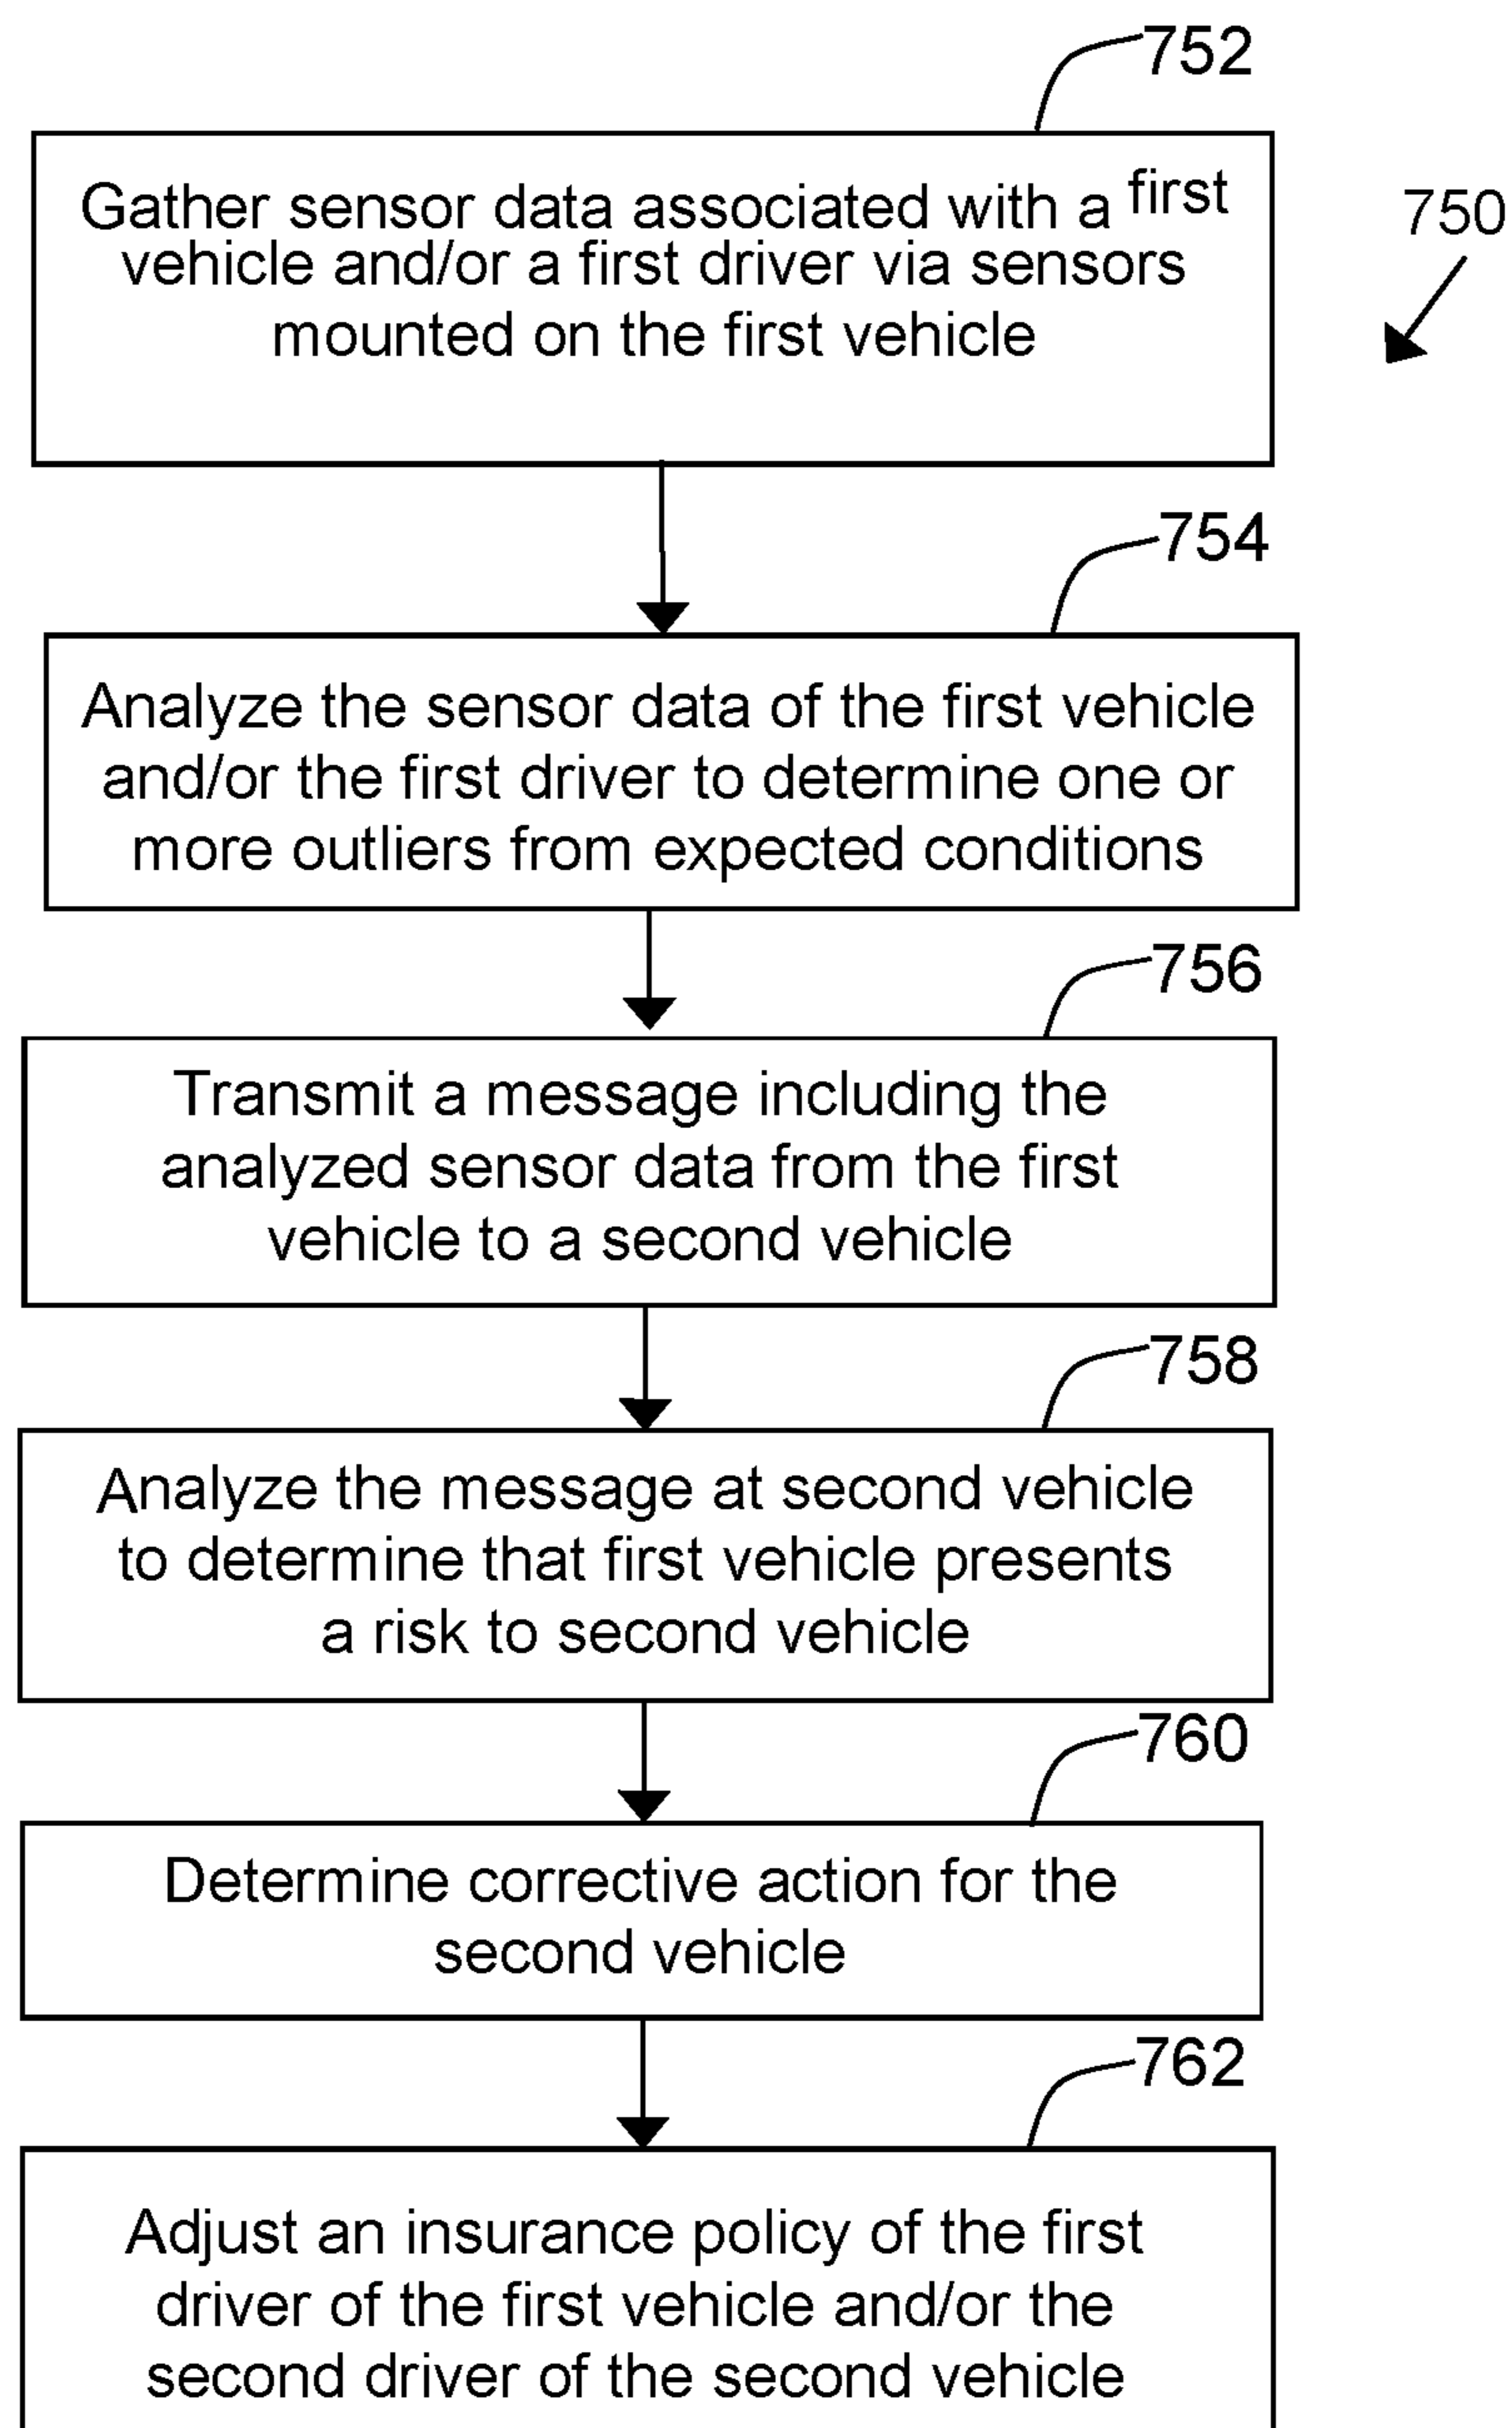 752
Gather sensor data associated with a first
vehicle and/or a first driver via sensors
mounted on the first vehicle
750
754
Analyze the sensor data of the first vehicle
and/or the first driver to determine one or
more outliers from expected conditions
756
Transmit a message including the
analyzed sensor data from the first
vehicle to a second vehicle
758
Analyze the message at second vehicle
to determine that first vehicle presents
a risk to second vehicle
760
Determine corrective action for the
second vehicle
762
Adjust an insurance policy of the first
driver of the first vehicle and/or the
second driver of the second vehicle